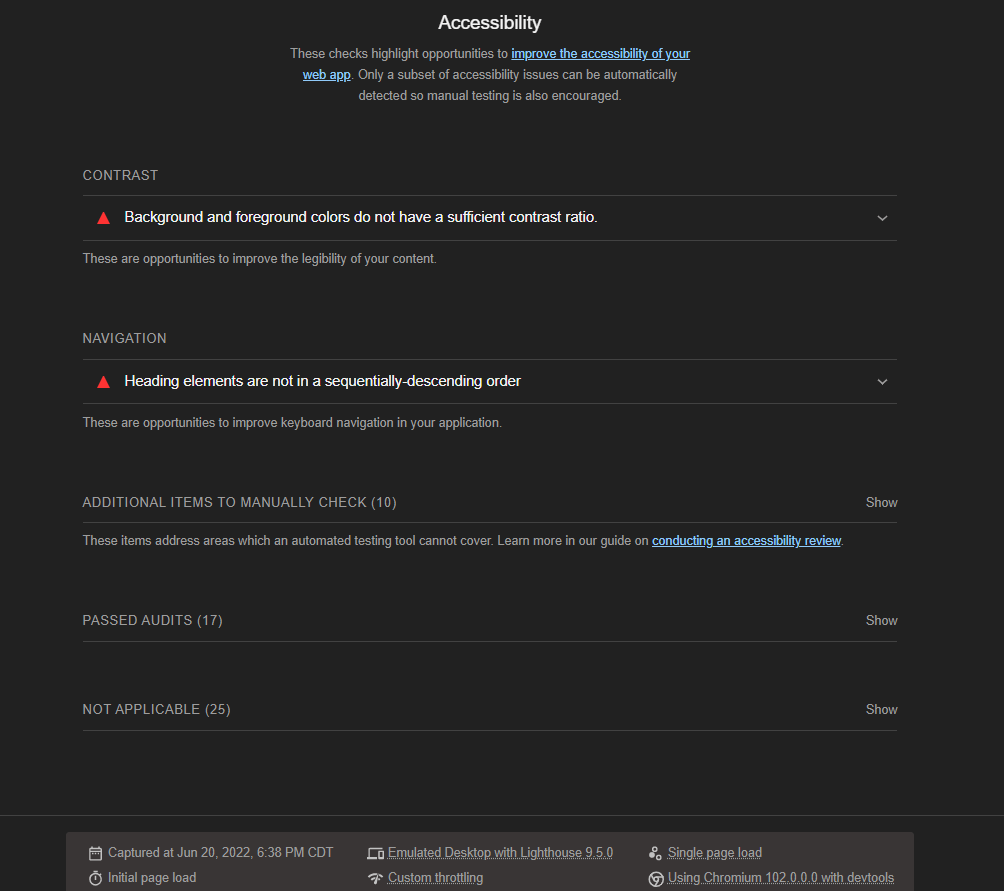 Accessibility
These checks highlight opportunities to improve the accessibility of your
web app. Only a subset of accessibility issues can be automatically
detected so manual testing is also encouraged.
CONTRAST
Background and foreground colors do not have a sufficient contrast ratio.
These are opportunities to improve the legibility of your content.
NAVIGATION
Heading elements are not in a sequentially-descending order
These are opportunities to improve keyboard navigation in your application.
ADDITIONAL ITEMS TO MANUALLY CHECK (10) Show
These items address areas which an automated testing tool cannot cover. Learn more in our guide on conducting an accessibility review.
PASSED AUDITS (17) Show
NOT APPLICABLE (25) Show
Captured at Jun 20, 2022, 6:38 PM CDT Emulated Desktop with Lighthouse 9.5.0 Single page load
Initial page load Custom throttling Using Chromium 102.0.0.0 with devtools